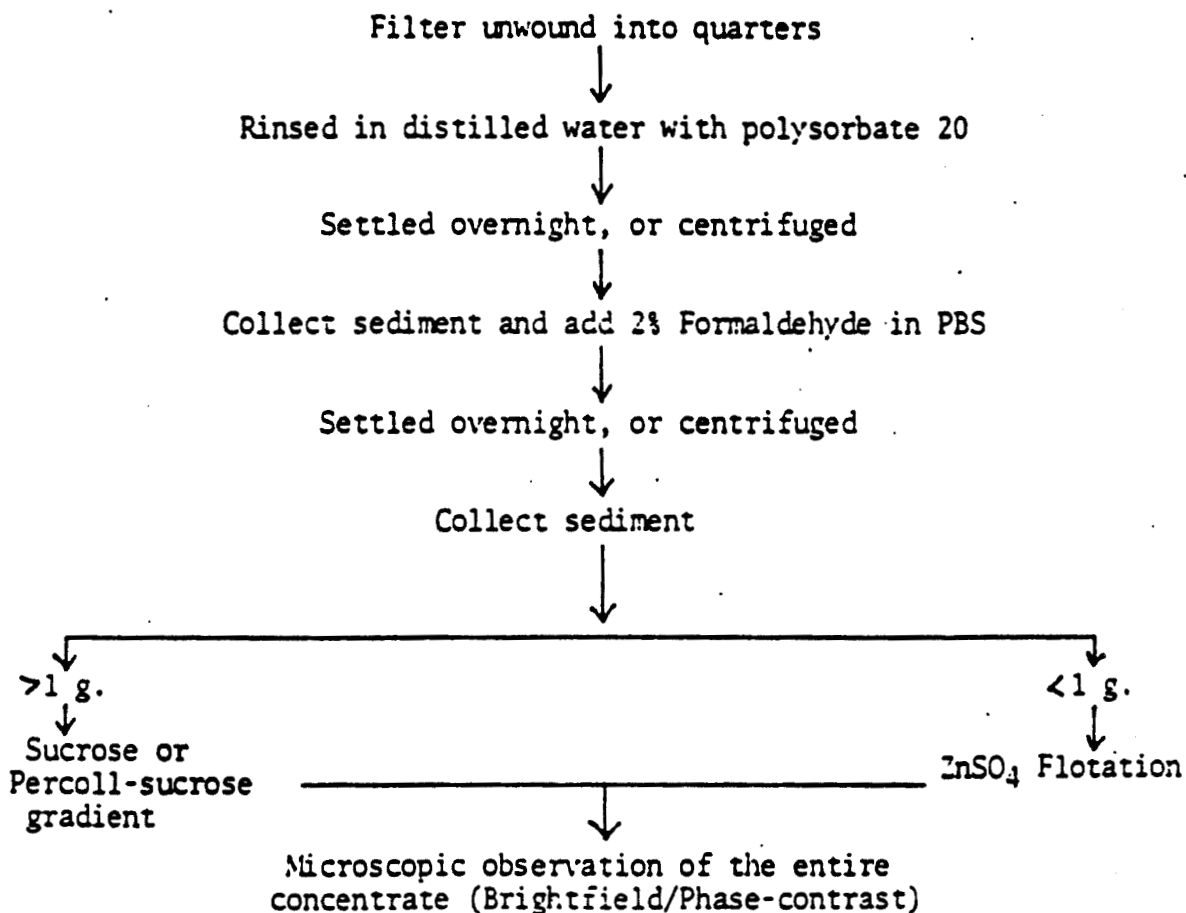 Filter unwound into quarters
Rinsed in distilled water with polysorbate 20
Settled overnight, or centrifuged
Collect sediment and add 2% Formaldehyde in PBS
Settled overnight, or centrifuged
Collect sediment
>1 g.
<1 g.
Sucrose or
Percoll-sucrose
gradient
ZnSO₄ Flotation
Microscopic observation of the entire
concentrate (Brightfield/Phase-contrast)